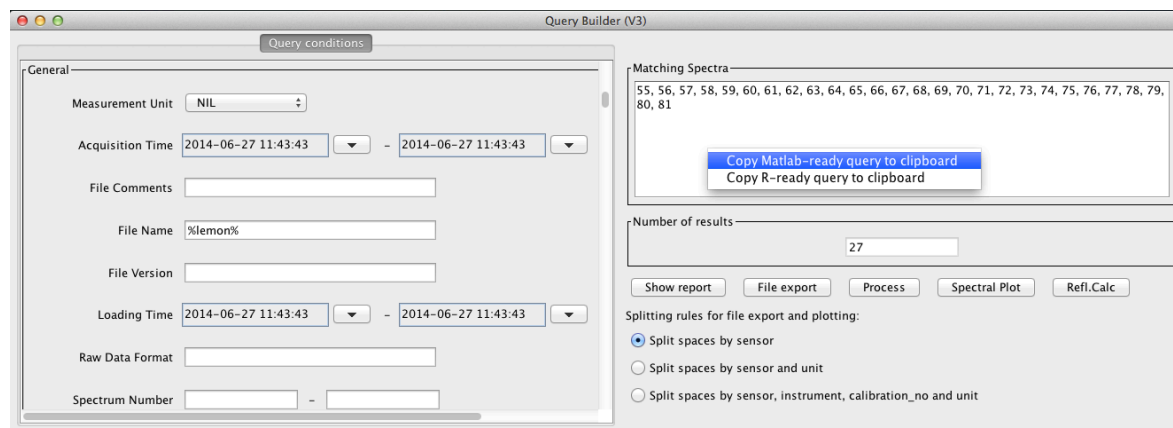 Query Builder (V3)
Query conditions
General
Measurement Unit NIL
Acquisition Time 2014-06-27 11:43:43 - 2014-06-27 11:43:43
File Comments
File Name %lemon%
File Version
Loading Time 2014-06-27 11:43:43 - 2014-06-27 11:43:43
Raw Data Format
Spectrum Number -
Matching Spectra
55, 56, 57, 58, 59, 60, 61, 62, 63, 64, 65, 66, 67, 68, 69, 70, 71, 72, 73, 74, 75, 76, 77, 78, 79,
80, 81
Copy Matlab-ready query to clipboard
Copy R-ready query to clipboard
Number of results
27
Show report File export Process Spectral Plot Refl.Calc
Splitting rules for file export and plotting:
Split spaces by sensor
Split spaces by sensor and unit
Split spaces by sensor, instrument, calibration_no and unit